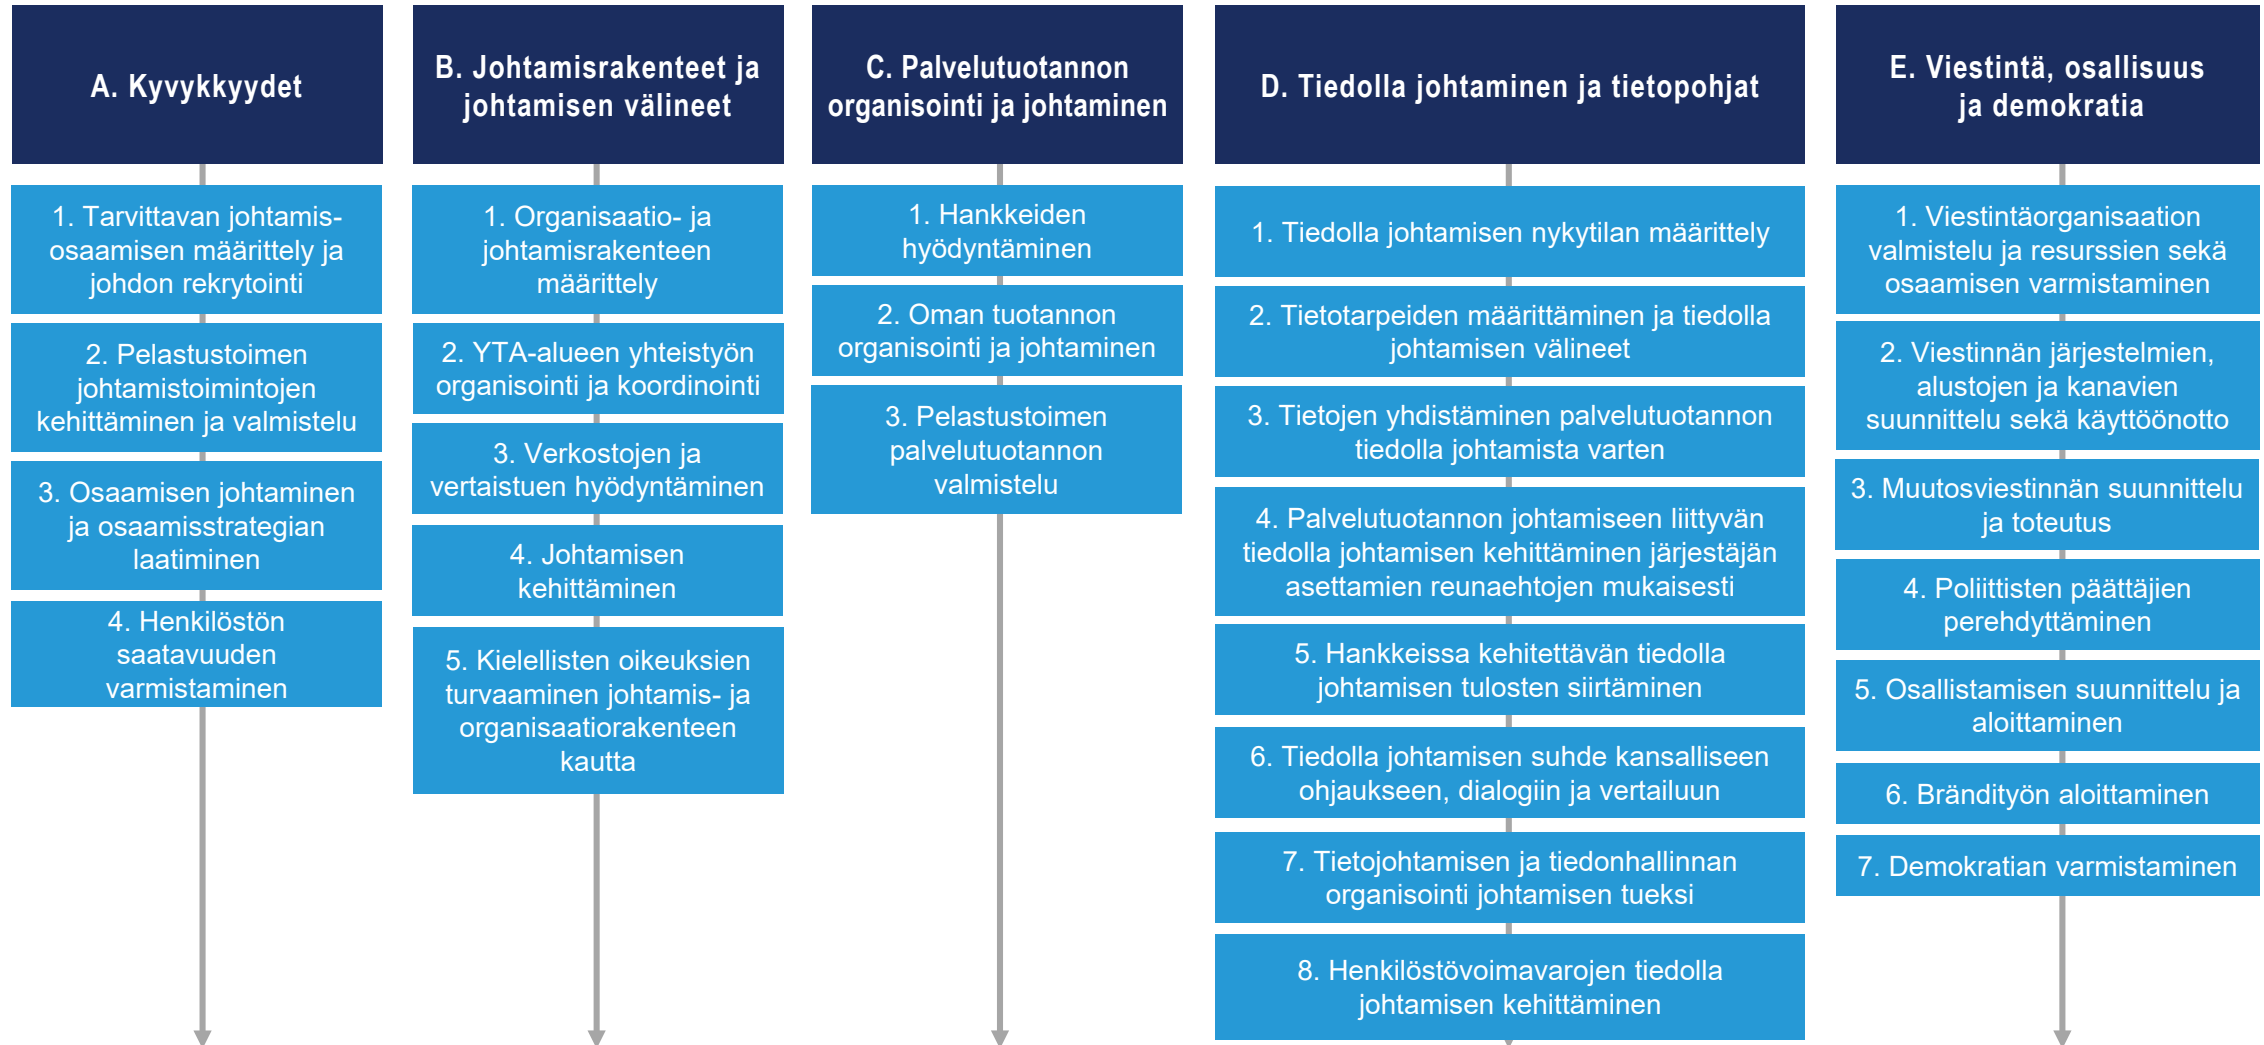 A. Kyvykkyydet
1. Tarvittavan johtamis-
osaamisen määrittely ja
johdon rekrytointi
2. Pelastustoimen
johtamistoimintojen
kehittäminen ja valmistelu
3. Osaamisen johtaminen
ja osaamisstrategian
laatiminen
4. Henkilöstön
saatavuuden
varmistaminen
B. Johtamisrakenteet ja
johtamisen välineet
1. Organisaatio- ja
johtamisrakenteen
määrittely
2. YTA-alueen yhteistyön
organisointi ja koordinointi
3. Verkostojen ja
vertaistuen hyödyntäminen
4. Johtamisen
kehittäminen
5. Kielellisten oikeuksien
turvaaminen johtamis- ja
organisaatiorakenteen
kautta
C. Palvelutuotannon
organisointi ja johtaminen
1. Hankkeiden
hyödyntäminen
2. Oman tuotannon
organisointi ja johtaminen
3. Pelastustoimen
palvelutuotannon
valmistelu
D. Tiedolla johtaminen ja tietopohjat
1. Tiedolla johtamisen nykytilan määrittely
2. Tietotarpeiden määrittäminen ja tiedolla
johtamisen välineet
3. Tietojen yhdistäminen palvelutuotannon
tiedolla johtamista varten
4. Palvelutuotannon johtamiseen liittyvän
tiedolla johtamisen kehittäminen järjestäjän
asettamien reunaehtojen mukaisesti
5. Hankkeissa kehitettävän tiedolla
johtamisen tulosten siirtäminen
6. Tiedolla johtamisen suhde kansalliseen
ohjaukseen, dialogiin ja vertailuun
7. Tietojohtamisen ja tiedonhallinnan
organisointi johtamisen tueksi
8. Henkilöstövoimavarojen tiedolla
johtamisen kehittäminen
E. Viestintä, osallisuus
ja demokratia
1. Viestintäorganisaation
valmistelu ja resurssien sekä
osaamisen varmistaminen
2. Viestinnän järjestelmien,
alustojen ja kanavien
suunnittelu sekä käyttöönotto
3. Muutosviestinnän suunnittelu
ja toteutus
4. Poliittisten päättäjien
perehdyttäminen
5. Osallistamisen suunnittelu ja
aloittaminen
6. Brändityön aloittaminen
7. Demokratian varmistaminen